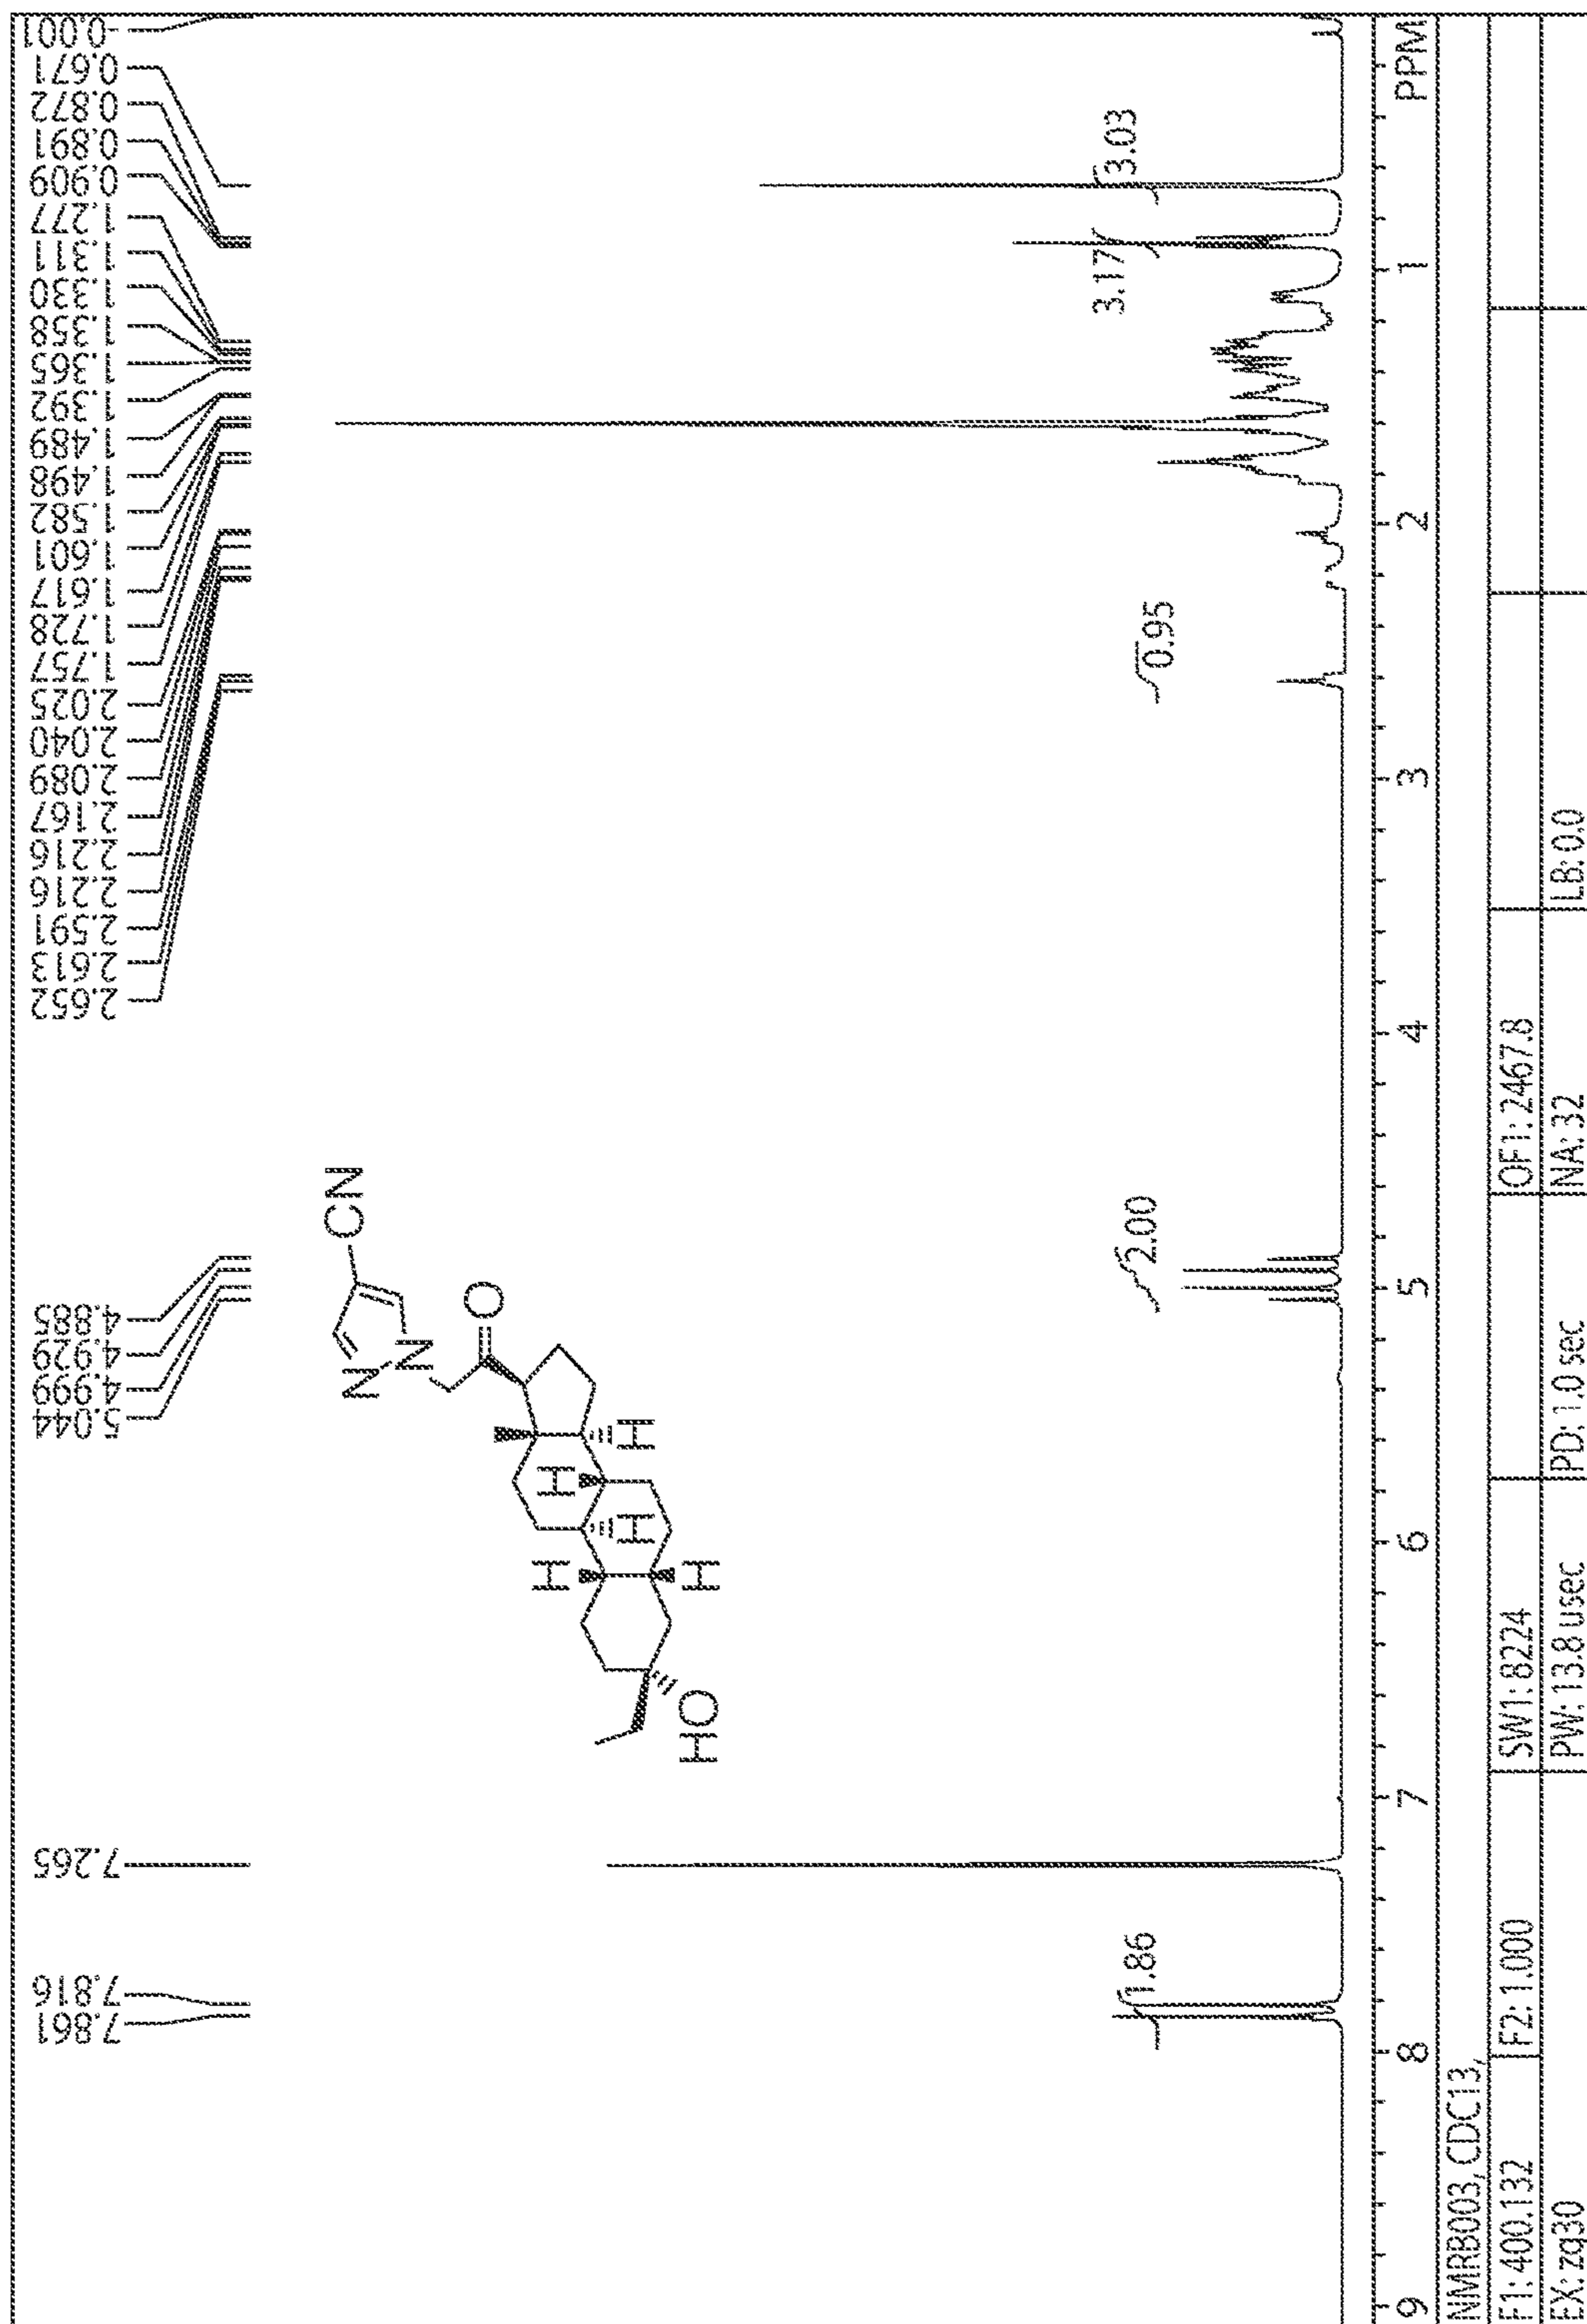 7.861
7.816
7.265
5.044
4.999
4.929
4.885
2.652
2.613
2.591
2.216
2.216
2.167
2.089
2.040
2.025
1.757
1.728
1.617
1.601
1.582
1.498
1.489
1.392
1.365
1.358
1.330
1.311
1.277
0.909
0.891
0.872
0.671
-0.001
CN
N
N
O
H
H
H
H
H
HO
1.86
2.00
0.95
3.17
3.03
9 8 7 6 5 4 3 2 1 PPM
NMRB003, CDC13,
F1: 400.132 F2: 1.000 SW1: 8224 OF1: 2467.8
EX: zg30 PW: 13.8 usec PD: 1.0 sec NA: 32 LB: 0.0